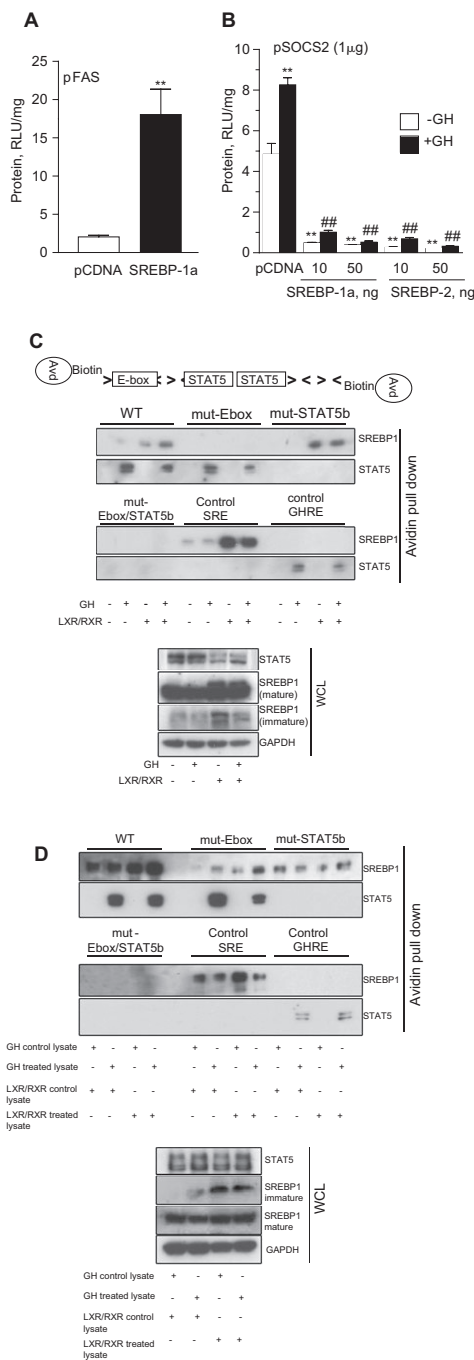 A
B
pFAS
pSOCS2 (1µg)
Protein, RLU/mg
25
20
15
10
5
0
**
pCDNA SREBP-1a
Protein, RLU/mg
10
8
6
4
2
0
**
-GH
+GH
** ## ** ## ** ## ** ##
pCDNA 10 50 10 50
SREBP-1a, ng SREBP-2, ng
C
Avd Biotin > E-box < > STAT5 STAT5 > < > < Biotin Avd
WT mut-Ebox mut-STAT5b
SREBP1
STAT5
mut-Ebox/STAT5b Control SRE control GHRE
SREBP1
STAT5
Avidin pull down
GH - + - + - + - + - + - +
LXR/RXR - - + + - - + + - - + +
STAT5
SREBP1 (mature)
SREBP1 (immature)
GAPDH
WCL
GH - + - +
LXR/RXR - - + +
D
WT mut-Ebox mut-STAT5b
SREBP1
STAT5
mut-Ebox/STAT5b Control SRE Control GHRE
SREBP1
STAT5
Avidin pull down
GH control lysate + - + - + - + - + - + -
GH treated lysate - + - + - + - + - + - +
LXR/RXR control lysate + + - - + + - - + + - -
LXR/RXR treated lysate - - + + - - + + - - + +
STAT5
SREBP1 immature
SREBP1 mature
GAPDH
WCL
GH control lysate + - + -
GH treated lysate - + - +
LXR/RXR control lysate + + - -
LXR/RXR treated lysate - - + +